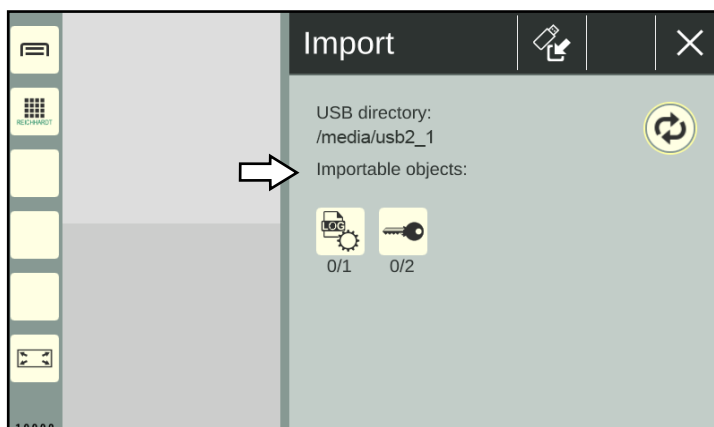 Import
REICHHARDT
USB directory:
/media/usb2_1
Importable objects:
LOG
0/1 0/2